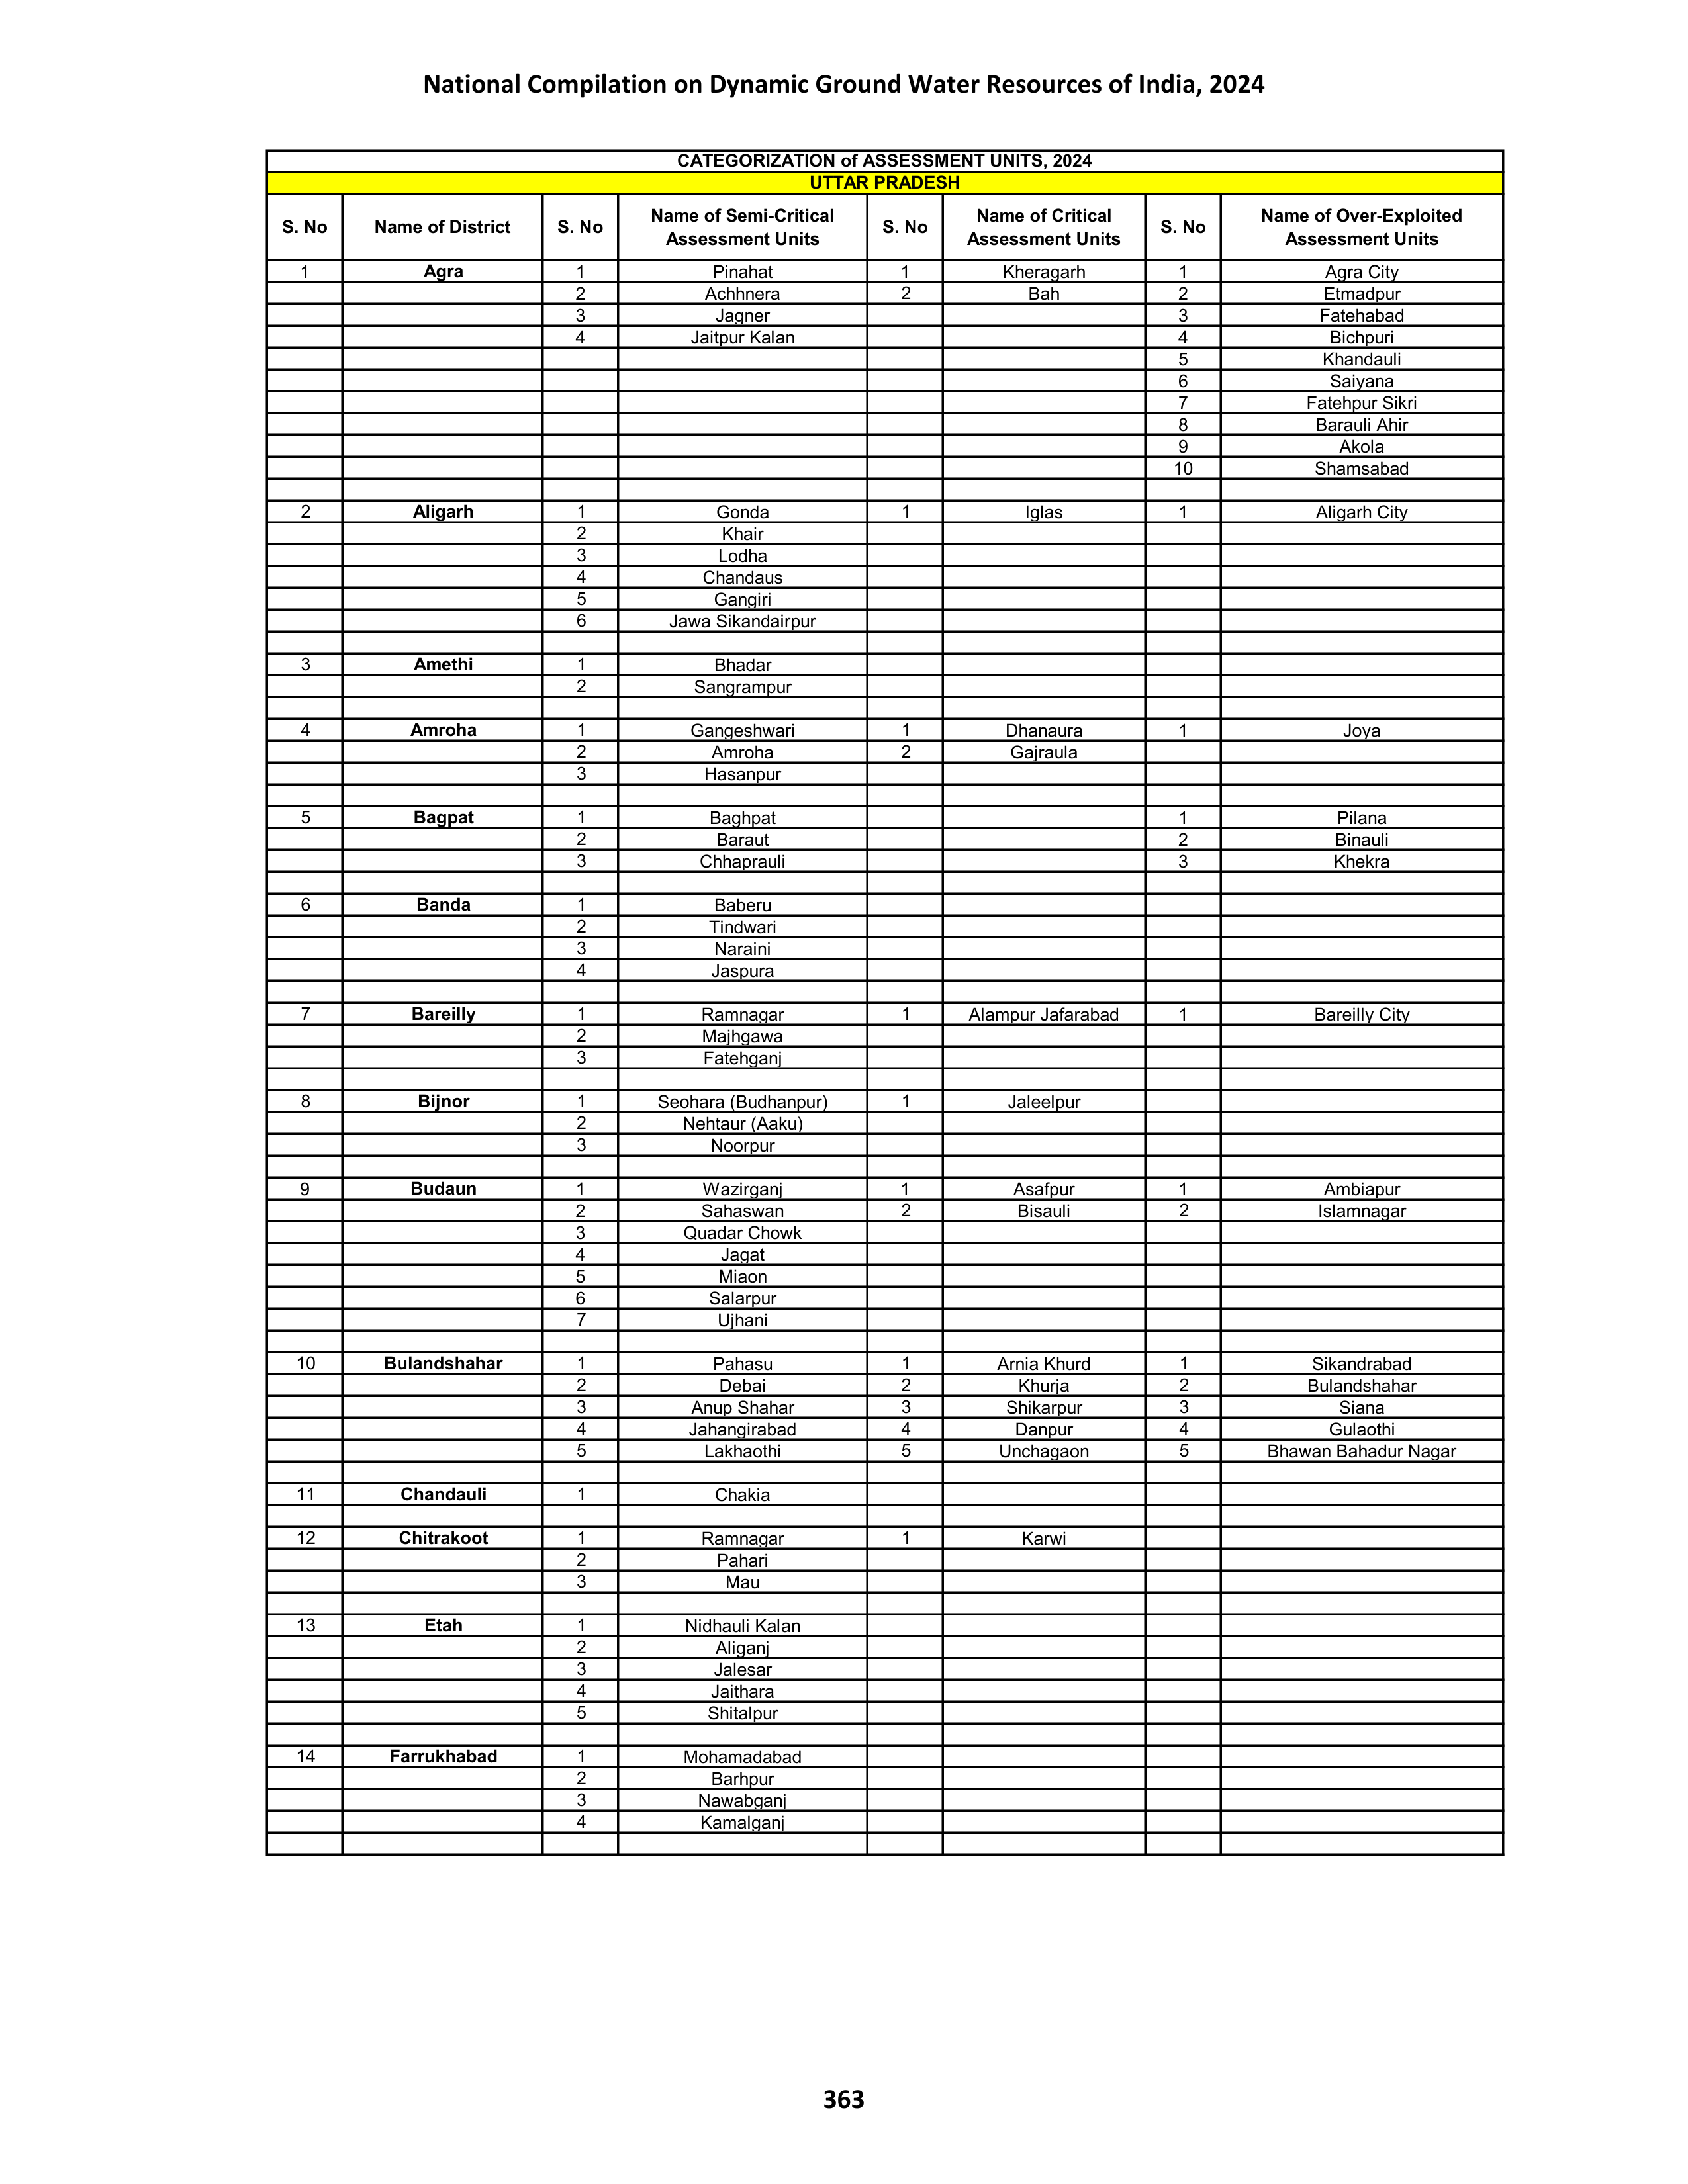 National Compilation on Dynamic Ground Water Resources of India, 2024
CATEGORIZATION of ASSESSMENT UNITS, 2024
UTTAR PRADESH
S. No Name of District S. No Name of Semi-Critical Assessment Units S. No Name of Critical Assessment Units S. No Name of Over-Exploited Assessment Units
1 Agra 1 Pinahat 1 Kheragarh 1 Agra City
2 Achhnera 2 Bah 2 Etmadpur
3 Jagner 3 Fatehabad
4 Jaitpur Kalan 4 Bichpuri
5 Khandauli
6 Saiyana
7 Fatehpur Sikri
8 Barauli Ahir
9 Akola
10 Shamsabad
2 Aligarh 1 Gonda 1 Iglas 1 Aligarh City
2 Khair
3 Lodha
4 Chandaus
5 Gangiri
6 Jawa Sikandairpur
3 Amethi 1 Bhadar
2 Sangrampur
4 Amroha 1 Gangeshwari 1 Dhanaura 1 Joya
2 Amroha 2 Gajraula
3 Hasanpur
5 Bagpat 1 Baghpat 1 Pilana
2 Baraut 2 Binauli
3 Chhaprauli 3 Khekra
6 Banda 1 Baberu
2 Tindwari
3 Naraini
4 Jaspura
7 Bareilly 1 Ramnagar 1 Alampur Jafarabad 1 Bareilly City
2 Majhgawa
3 Fatehganj
8 Bijnor 1 Seohara (Budhanpur) 1 Jaleelpur
2 Nehtaur (Aaku)
3 Noorpur
9 Budaun 1 Wazirganj 1 Asafpur 1 Ambiapur
2 Sahaswan 2 Bisauli 2 Islamnagar
3 Quadar Chowk
4 Jagat
5 Miaon
6 Salarpur
7 Ujhani
10 Bulandshahar 1 Pahasu 1 Arnia Khurd 1 Sikandrabad
2 Debai 2 Khurja 2 Bulandshahar
3 Anup Shahar 3 Shikarpur 3 Siana
4 Jahangirabad 4 Danpur 4 Gulaothi
5 Lakhaothi 5 Unchagaon 5 Bhawan Bahadur Nagar
11 Chandauli 1 Chakia
12 Chitrakoot 1 Ramnagar 1 Karwi
2 Pahari
3 Mau
13 Etah 1 Nidhauli Kalan
2 Aliganj
3 Jalesar
4 Jaithara
5 Shitalpur
14 Farrukhabad 1 Mohamadabad
2 Barhpur
3 Nawabganj
4 Kamalganj
363